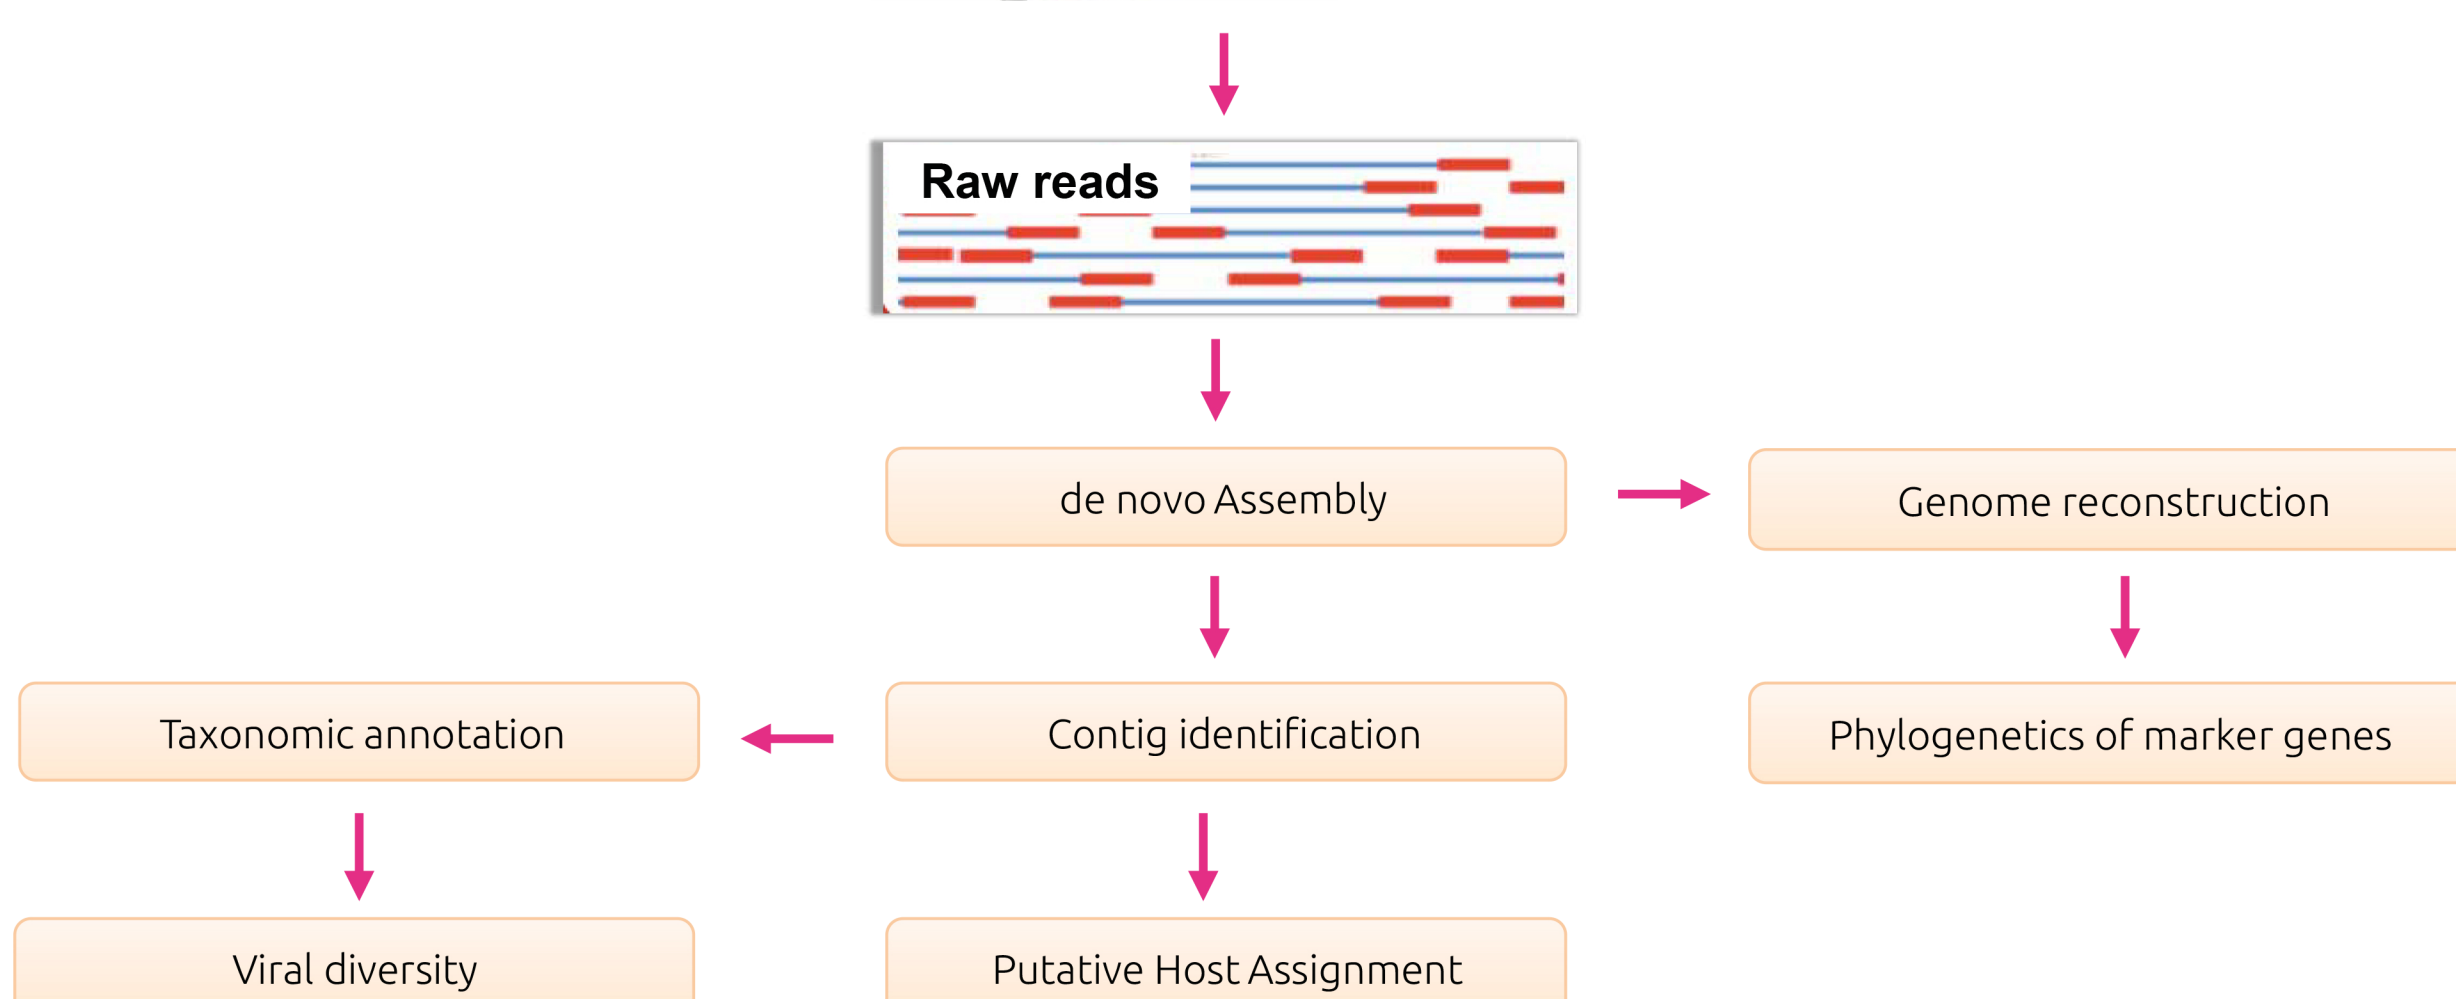 Raw reads
de novo Assembly
Genome reconstruction
Taxonomic annotation
Contig identification
Phylogenetics of marker genes
Viral diversity
Putative Host Assignment